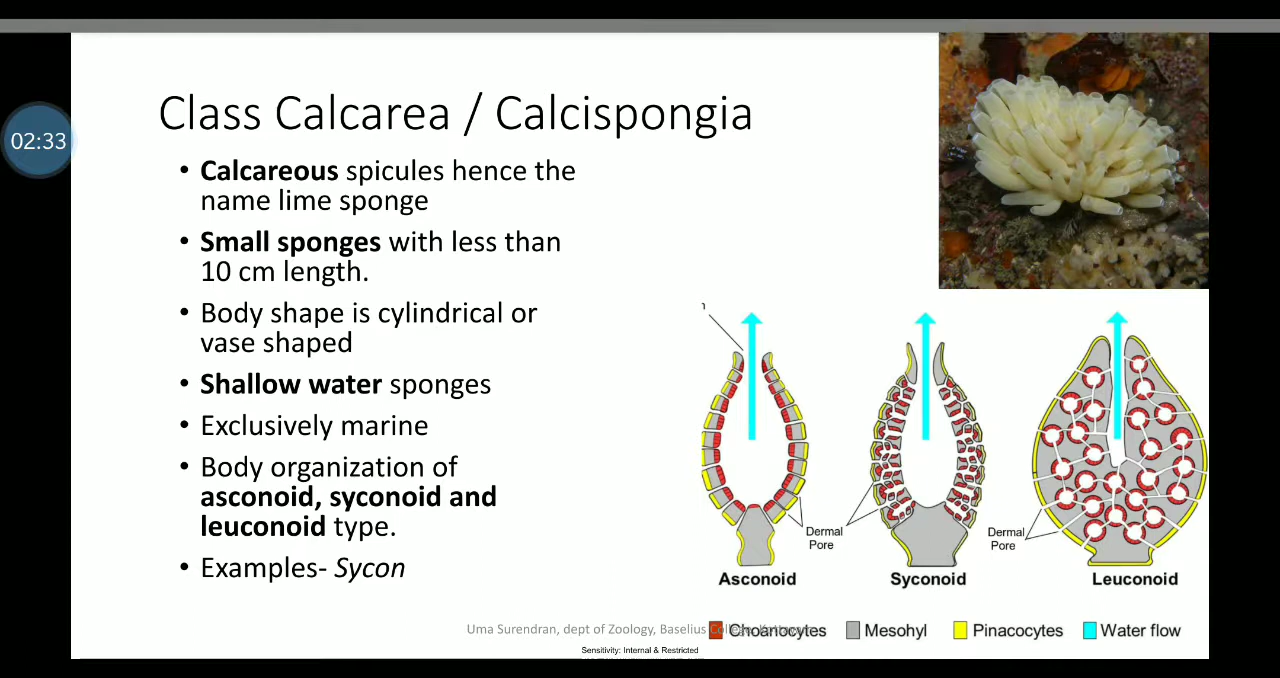 Class Calcarea / Calcispongia
02:33
• Calcareous spicules hence the
name lime sponge
• Small sponges with less than
10 cm length.
• Body shape is cylindrical or
vase shaped
• Shallow water sponges
• Exclusively marine
• Body organization of
asconoid, syconoid and
leuconoid type.
• Examples- Sycon
Dermal
Pore
Dermal
Pore
Asconoid
Syconoid
Leuconoid
Choanocytes
Mesohyl
Pinacocytes
Water flow
Uma Surendran, dept of Zoology, Baselius
Sensitivity: Internal & Restricted